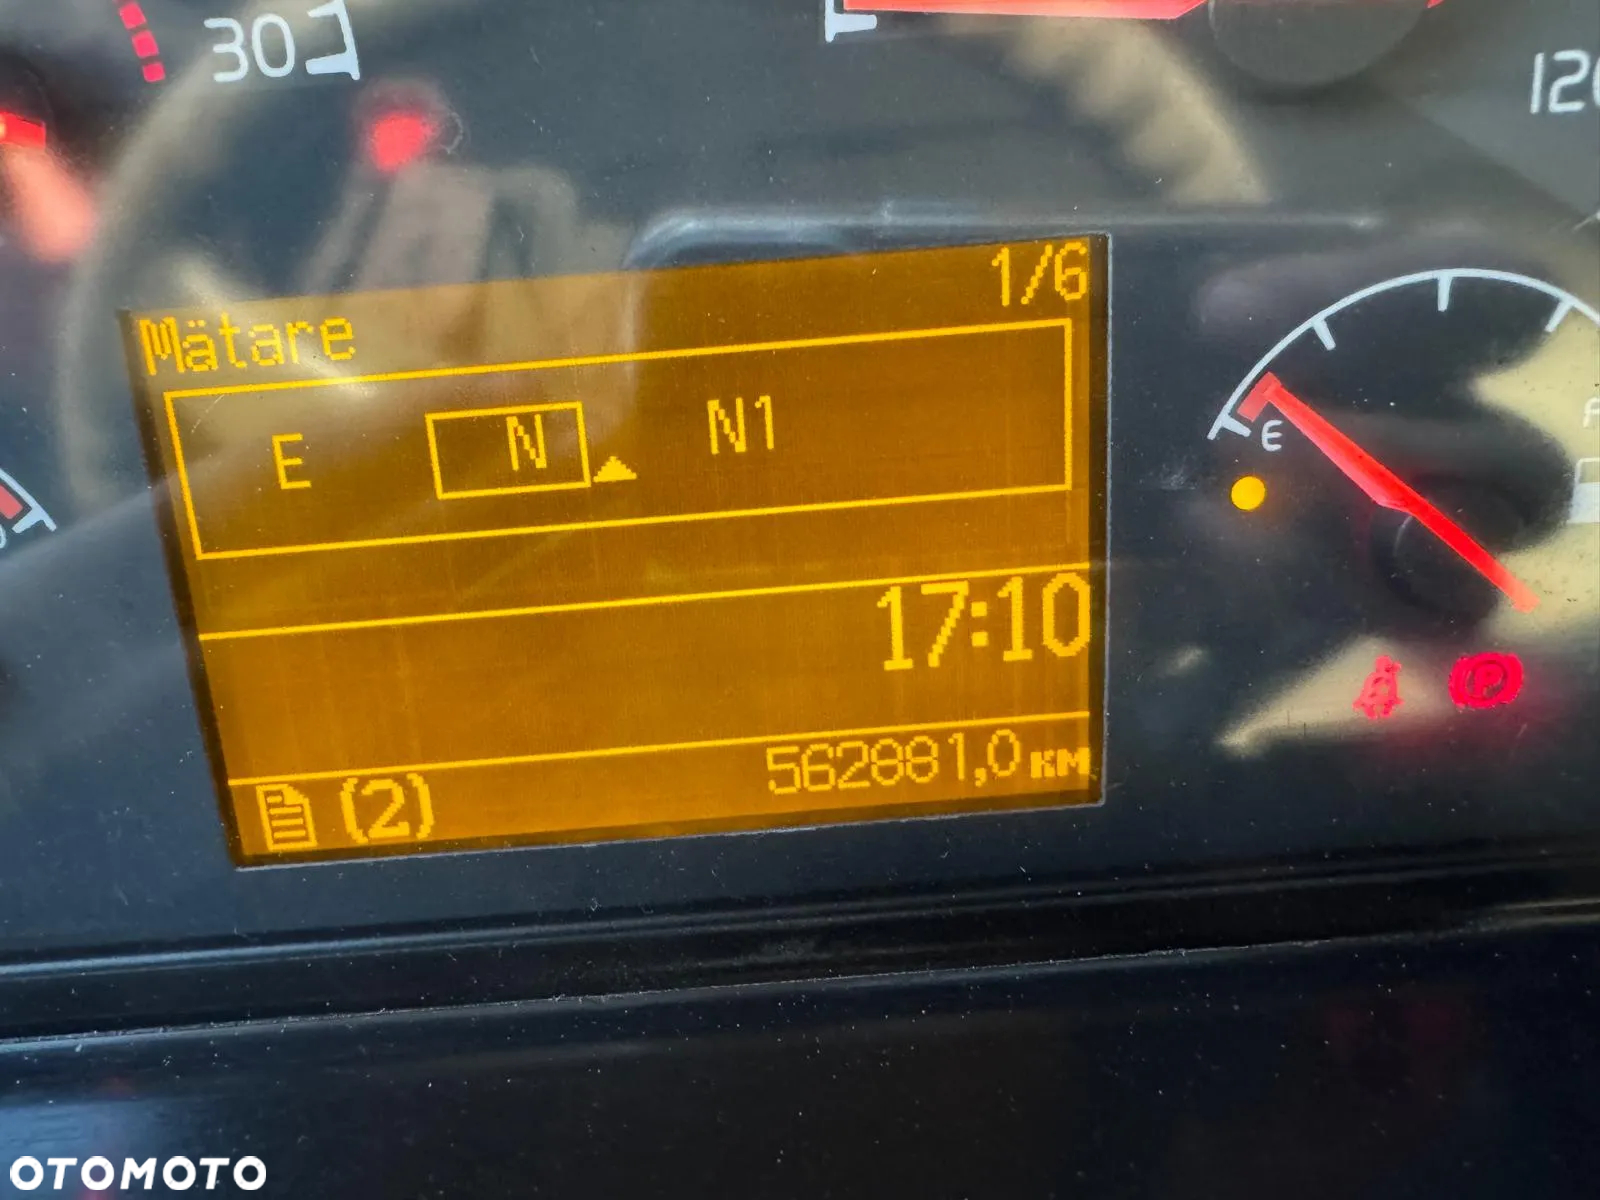 30
120
Mätare
1/6
E
N
N1
E
17:10
(2)
562881,0 км
P
OTOMOTO